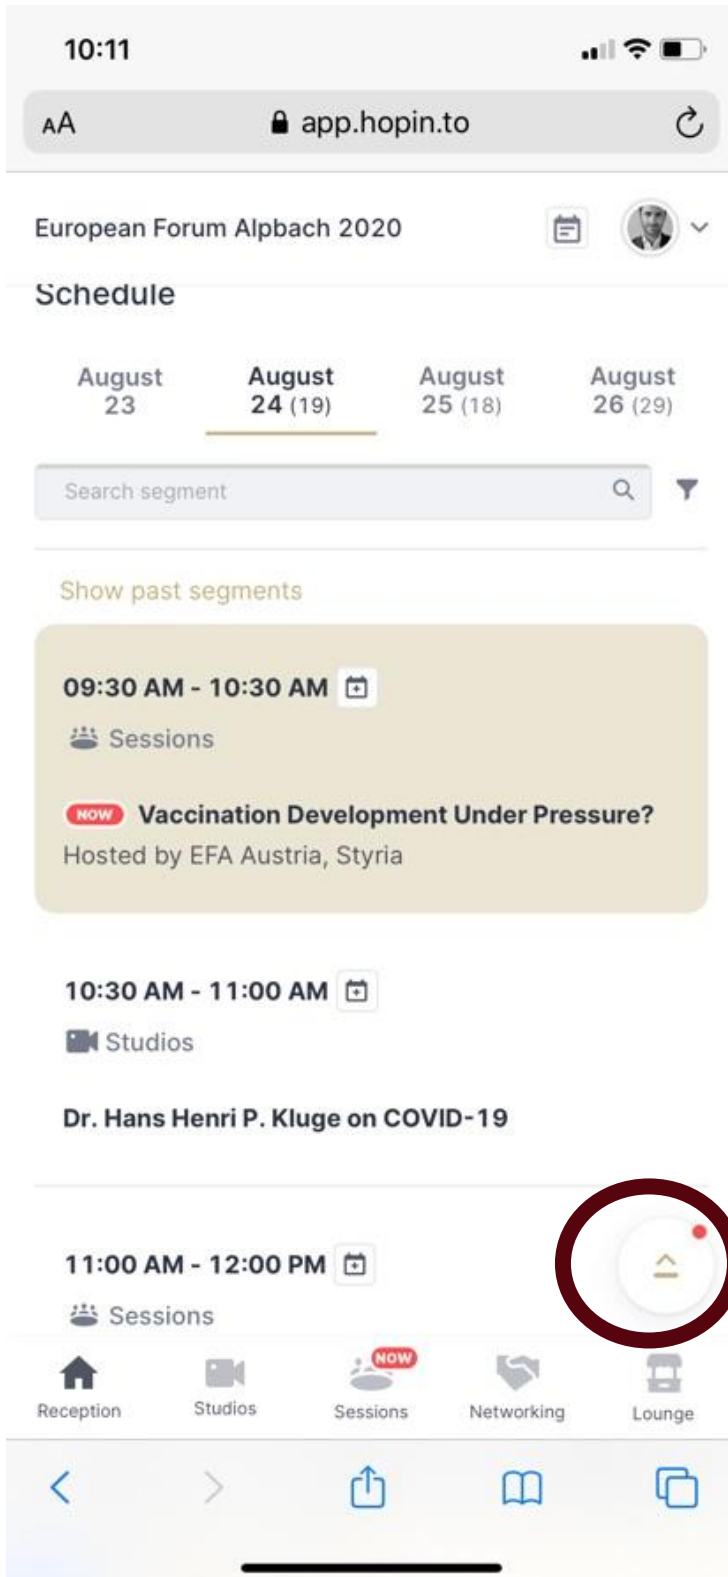 10:11
AA app.hopin.to
European Forum Alpbach 2020
Schedule
August 23
August 24 (19)
August 25 (18)
August 26 (29)
Search segment
Show past segments
09:30 AM - 10:30 AM
Sessions
NOW Vaccination Development Under Pressure?
Hosted by EFA Austria, Styria
10:30 AM - 11:00 AM
Studios
Dr. Hans Henri P. Kluge on COVID-19
11:00 AM - 12:00 PM
Sessions
NOW
Reception Studios Sessions Networking Lounge